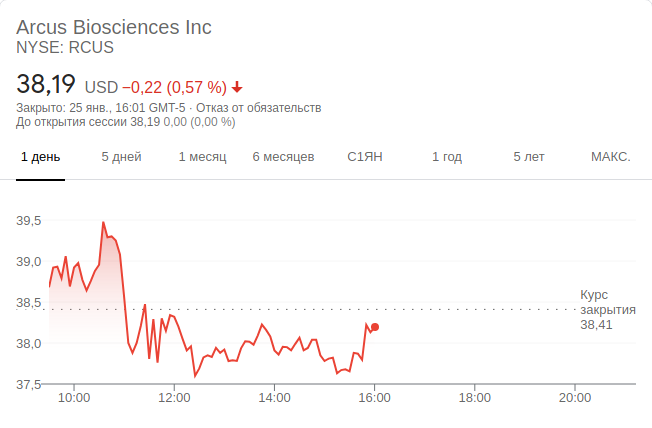 Arcus Biosciences Inc
NYSE: RCUS
38,19 USD −0,22 (0,57 %)
Закрыто: 25 янв., 16:01 GMT-5 · Отказ от обязательств
До открытия сессии 38,19 0,00 (0,00 %)
1 день 5 дней 1 месяц 6 месяцев С1ЯН 1 год 5 лет МАКС.
39,5
39,0
38,5
38,0
37,5
Курс
закрытия
38,41
10:00 12:00 14:00 16:00 18:00 20:00